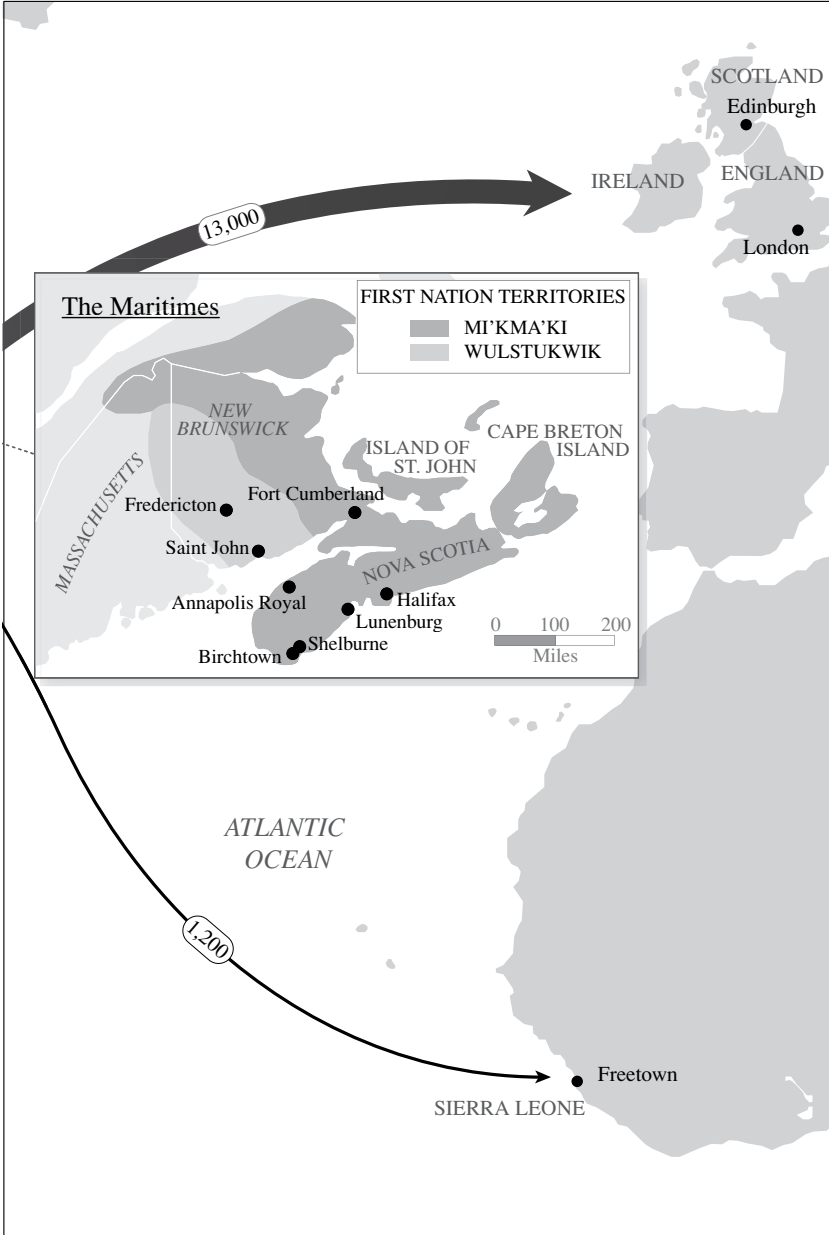 SCOTLAND
Edinburgh
IRELAND
ENGLAND
London
13,000
The Maritimes
FIRST NATION TERRITORIES
MI’KMA’KI
WULSTUKWIK
NEW
BRUNSWICK
CAPE BRETON
ISLAND
ISLAND OF
ST. JOHN
MASSACHUSETTS
Fredericton
Fort Cumberland
Saint John
NOVA SCOTIA
Annapolis Royal
Halifax
Lunenburg
Shelburne
Birchtown
0 100 200
Miles
ATLANTIC
OCEAN
1,200
Freetown
SIERRA LEONE